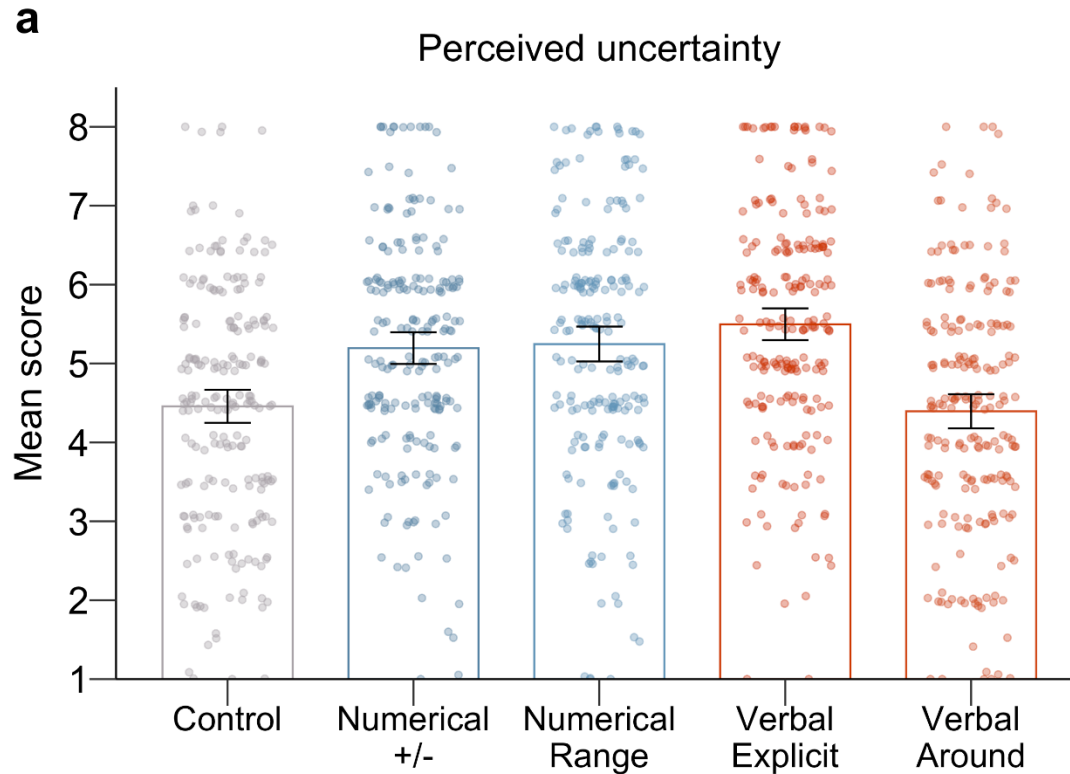 a
Perceived uncertainty
Mean score
8
7
6
5
4
3
2
1
Control
Numerical
+/-
Numerical
Range
Verbal
Explicit
Verbal
Around